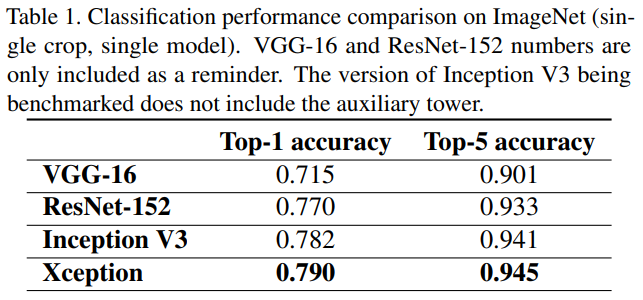 Table 1. Classification performance comparison on ImageNet (sin-
gle crop, single model). VGG-16 and ResNet-152 numbers are
only included as a reminder. The version of Inception V3 being
benchmarked does not include the auxiliary tower.
Top-1 accuracy Top-5 accuracy
VGG-16 0.715 0.901
ResNet-152 0.770 0.933
Inception V3 0.782 0.941
Xception 0.790 0.945